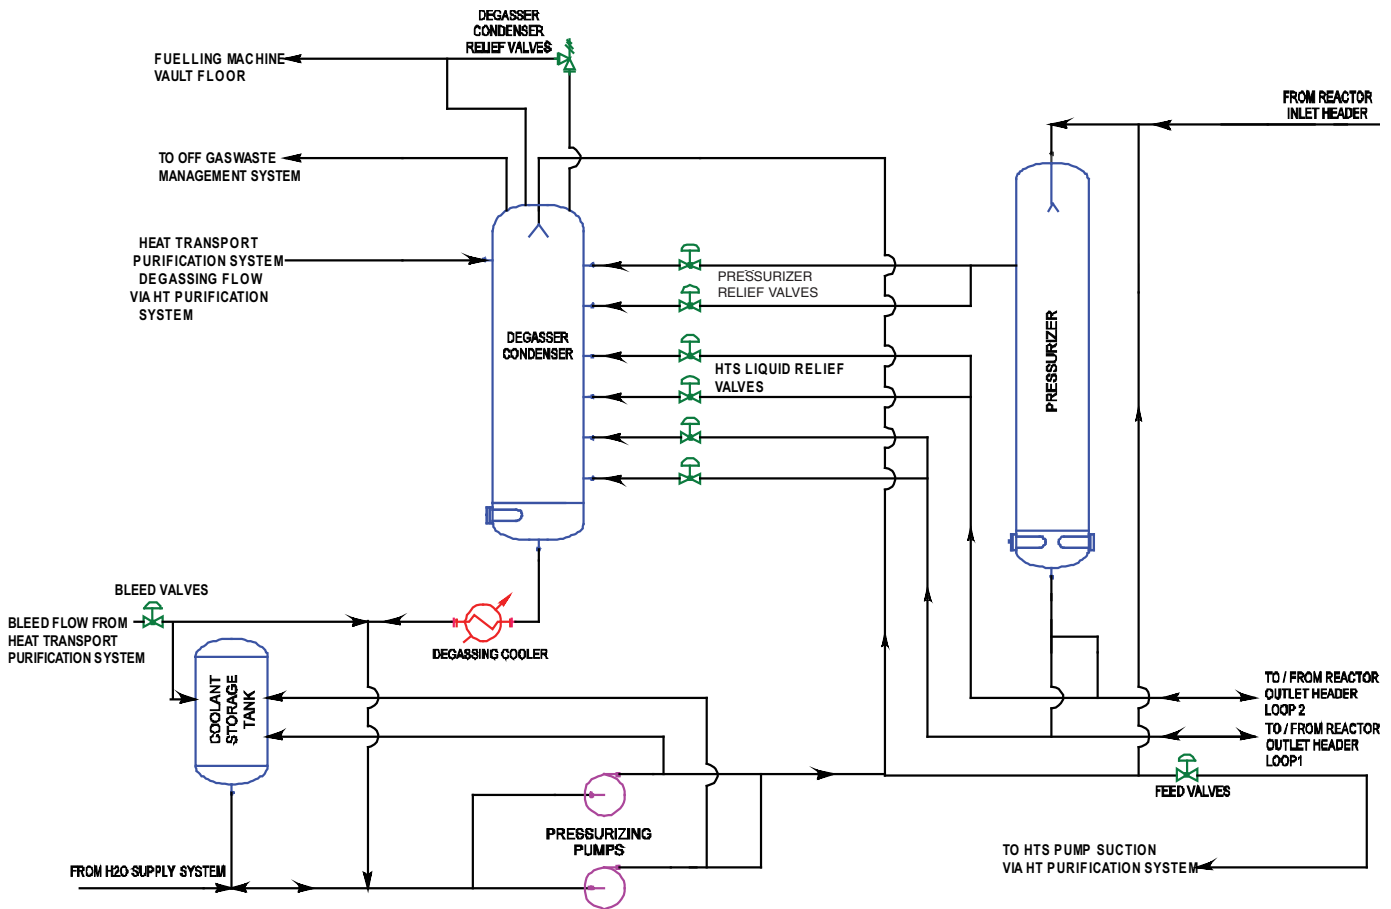 DEGASSER
CONDENSER
RELIEF VALVES
FUELLING MACHINE
VAULT FLOOR
FROM REACTOR
INLET HEADER
TO OFF GASWASTE
MANAGEMENT SYSTEM
HEAT TRANSPORT
PURIFICATION SYSTEM
DEGASSING FLOW
VIA HT PURIFICATION
SYSTEM
PRESSURIZER
RELIEF VALVES
DEGASSER
CONDENSER
PRESSURIZER
HTS LIQUID RELIEF
VALVES
BLEED VALVES
BLEED FLOW FROM
HEAT TRANSPORT
PURIFICATION SYSTEM
DEGASSING COOLER
COOLANT
STORAGE
TANK
TO / FROM REACTOR
OUTLET HEADER
LOOP 2
TO / FROM REACTOR
OUTLET HEADER
LOOP1
FEED VALVES
PRESSURIZING
PUMPS
TO HTS PUMP SUCTION
VIA HT PURIFICATION SYSTEM
FROM H2O SUPPLY SYSTEM